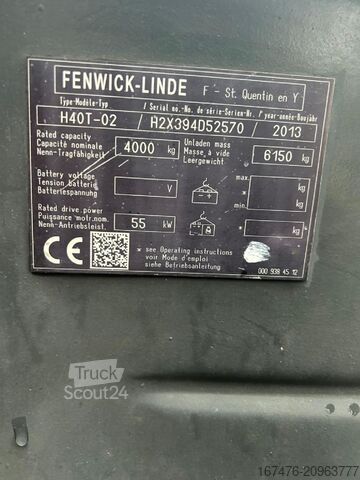 FENWICK-LINDE F - St. Quentin en Y
Type-Modèle-Typ / Serial no.-No. de série-Serien-Nr. / year-année-Baujahr
H40T-02 / H2X394D52570 / 2013
Rated capacity
Capacité nominale 4000 kg
Nenn-Tragfähigkeit
Unladen mass
Masse à vide 6150 kg
Leergewicht
Battery voltage
Tension batterie V
Batteriespannung
max kg
min kg
Rated drive power
Puissance motr.nom. 55 kW
Nenn-Antriebsleist.
kg
CE
* see Operating instructions
voir Mode d'emploi
siehe Betriebsanleitung
000 938 45 12
Truck
Scout24
167476-20963777